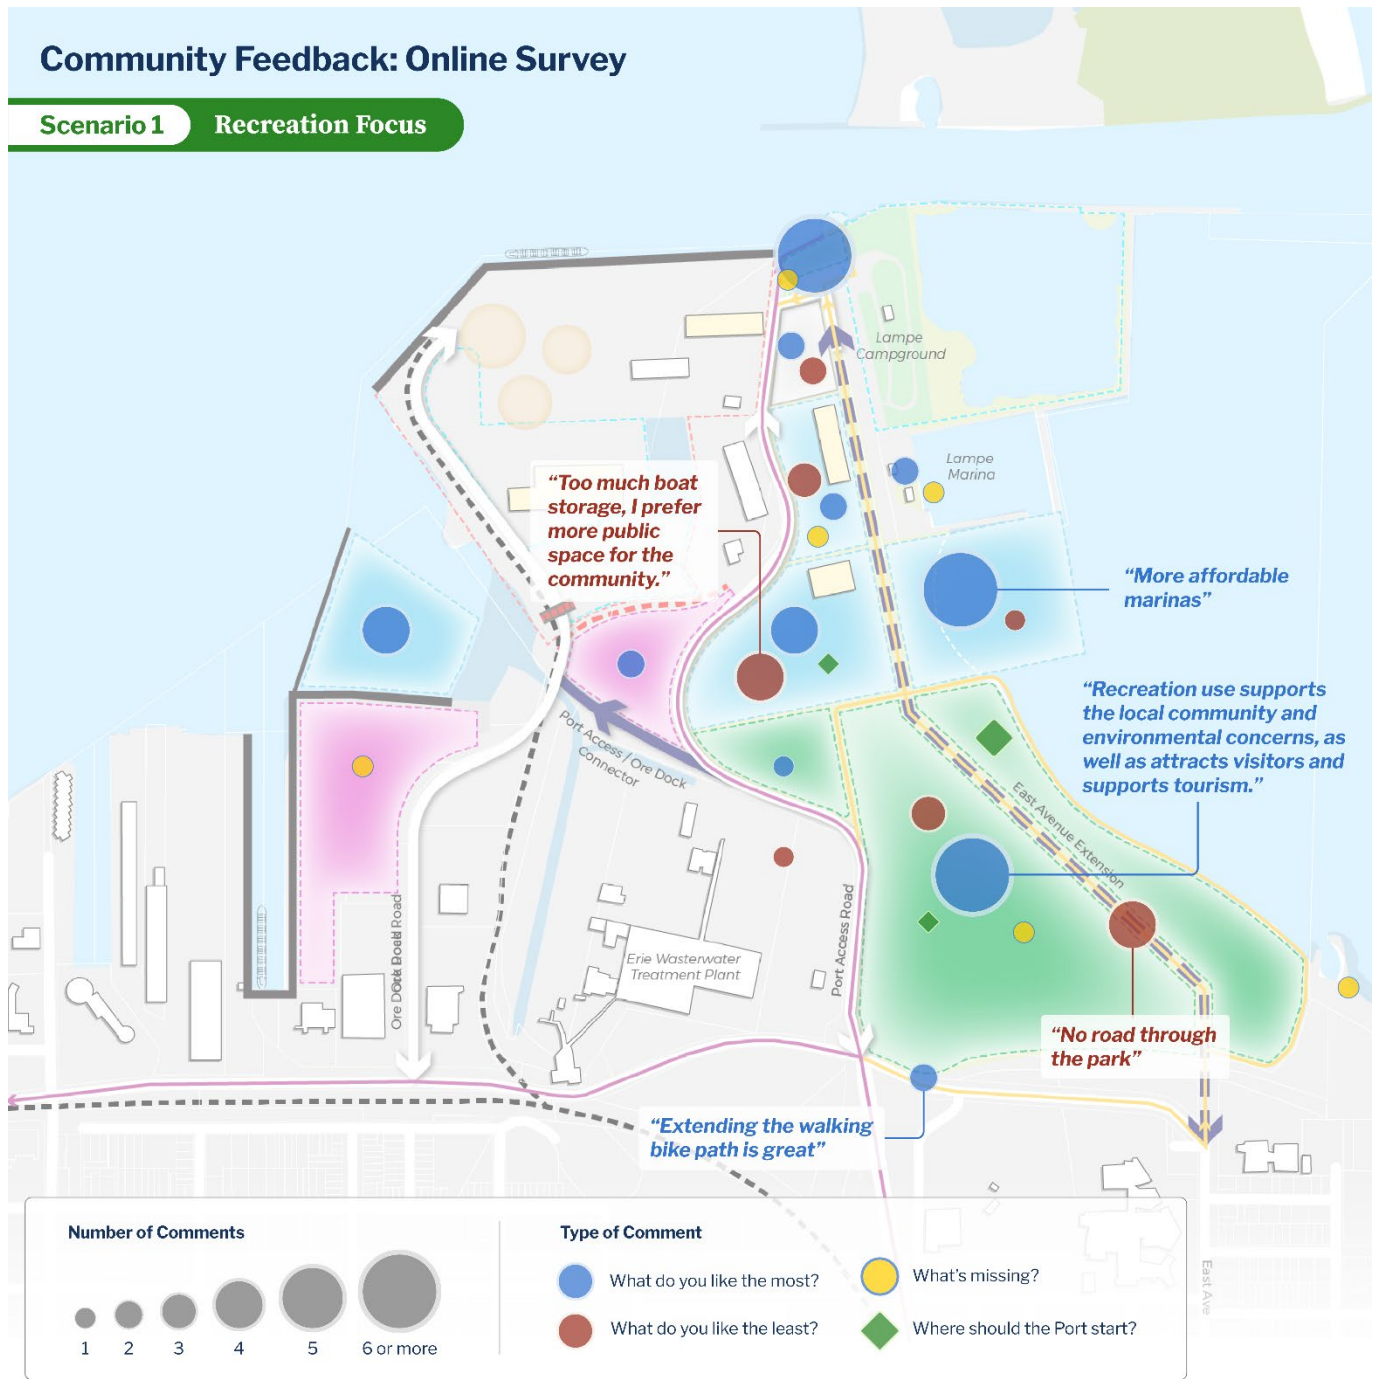 Community Feedback: Online Survey
Scenario 1 Recreation Focus
Lampe
Campground
Lampe
Marina
“Too much boat
storage, I prefer
more public
space for the
community.”
“More affordable
marinas”
“Recreation use supports
the local community and
environmental concerns, as
well as attracts visitors and
supports tourism.”
Port Access / Ore Dock
Connector
East Avenue Extension
Ore Dock Road
Port Access Road
Erie Wasterwater
Treatment Plant
“No road through
the park”
“Extending the walking
bike path is great”
East Ave
Number of Comments
1 2 3 4 5 6 or more
Type of Comment
What do you like the most?
What's missing?
What do you like the least?
Where should the Port start?